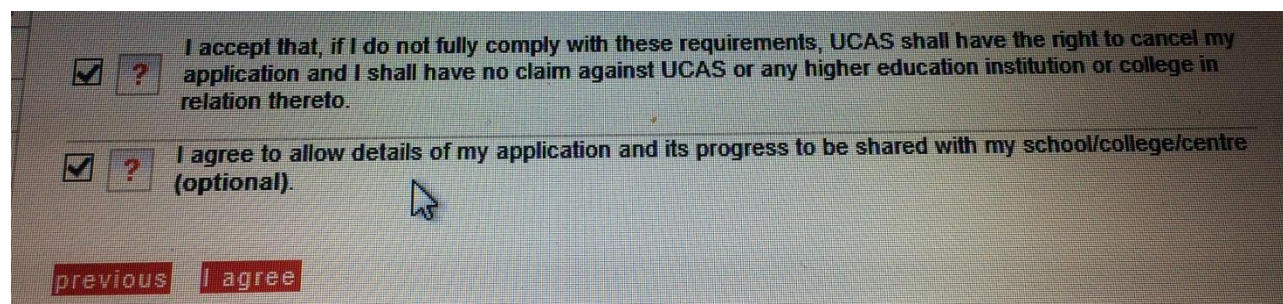 I accept that, if I do not fully comply with these requirements, UCAS shall have the right to cancel my
? application and I shall have no claim against UCAS or any higher education institution or college in
relation thereto.
? I agree to allow details of my application and its progress to be shared with my school/college/centre
(optional).
previous I agree